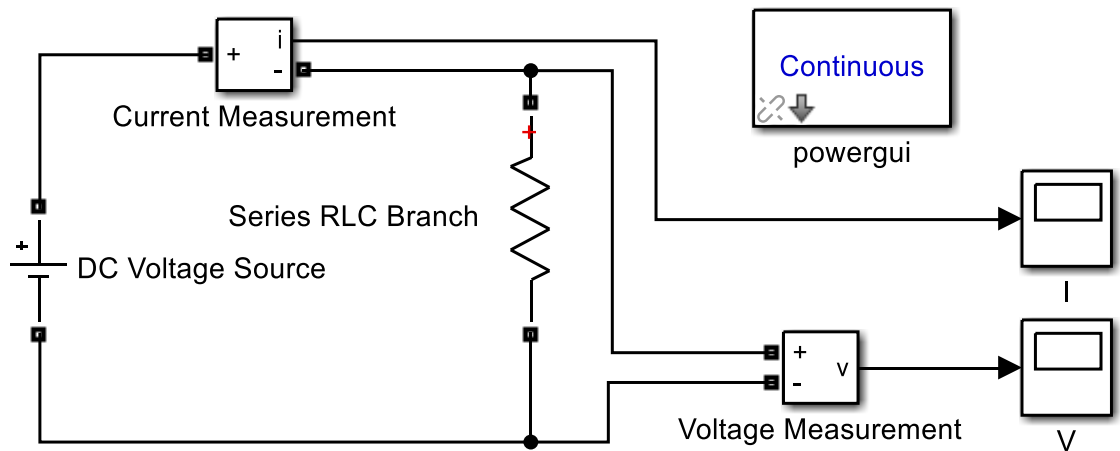 +
i
-
Current Measurement
Continuous
powergui
+
Series RLC Branch
+
DC Voltage Source
I
+
-
v
Voltage Measurement
V